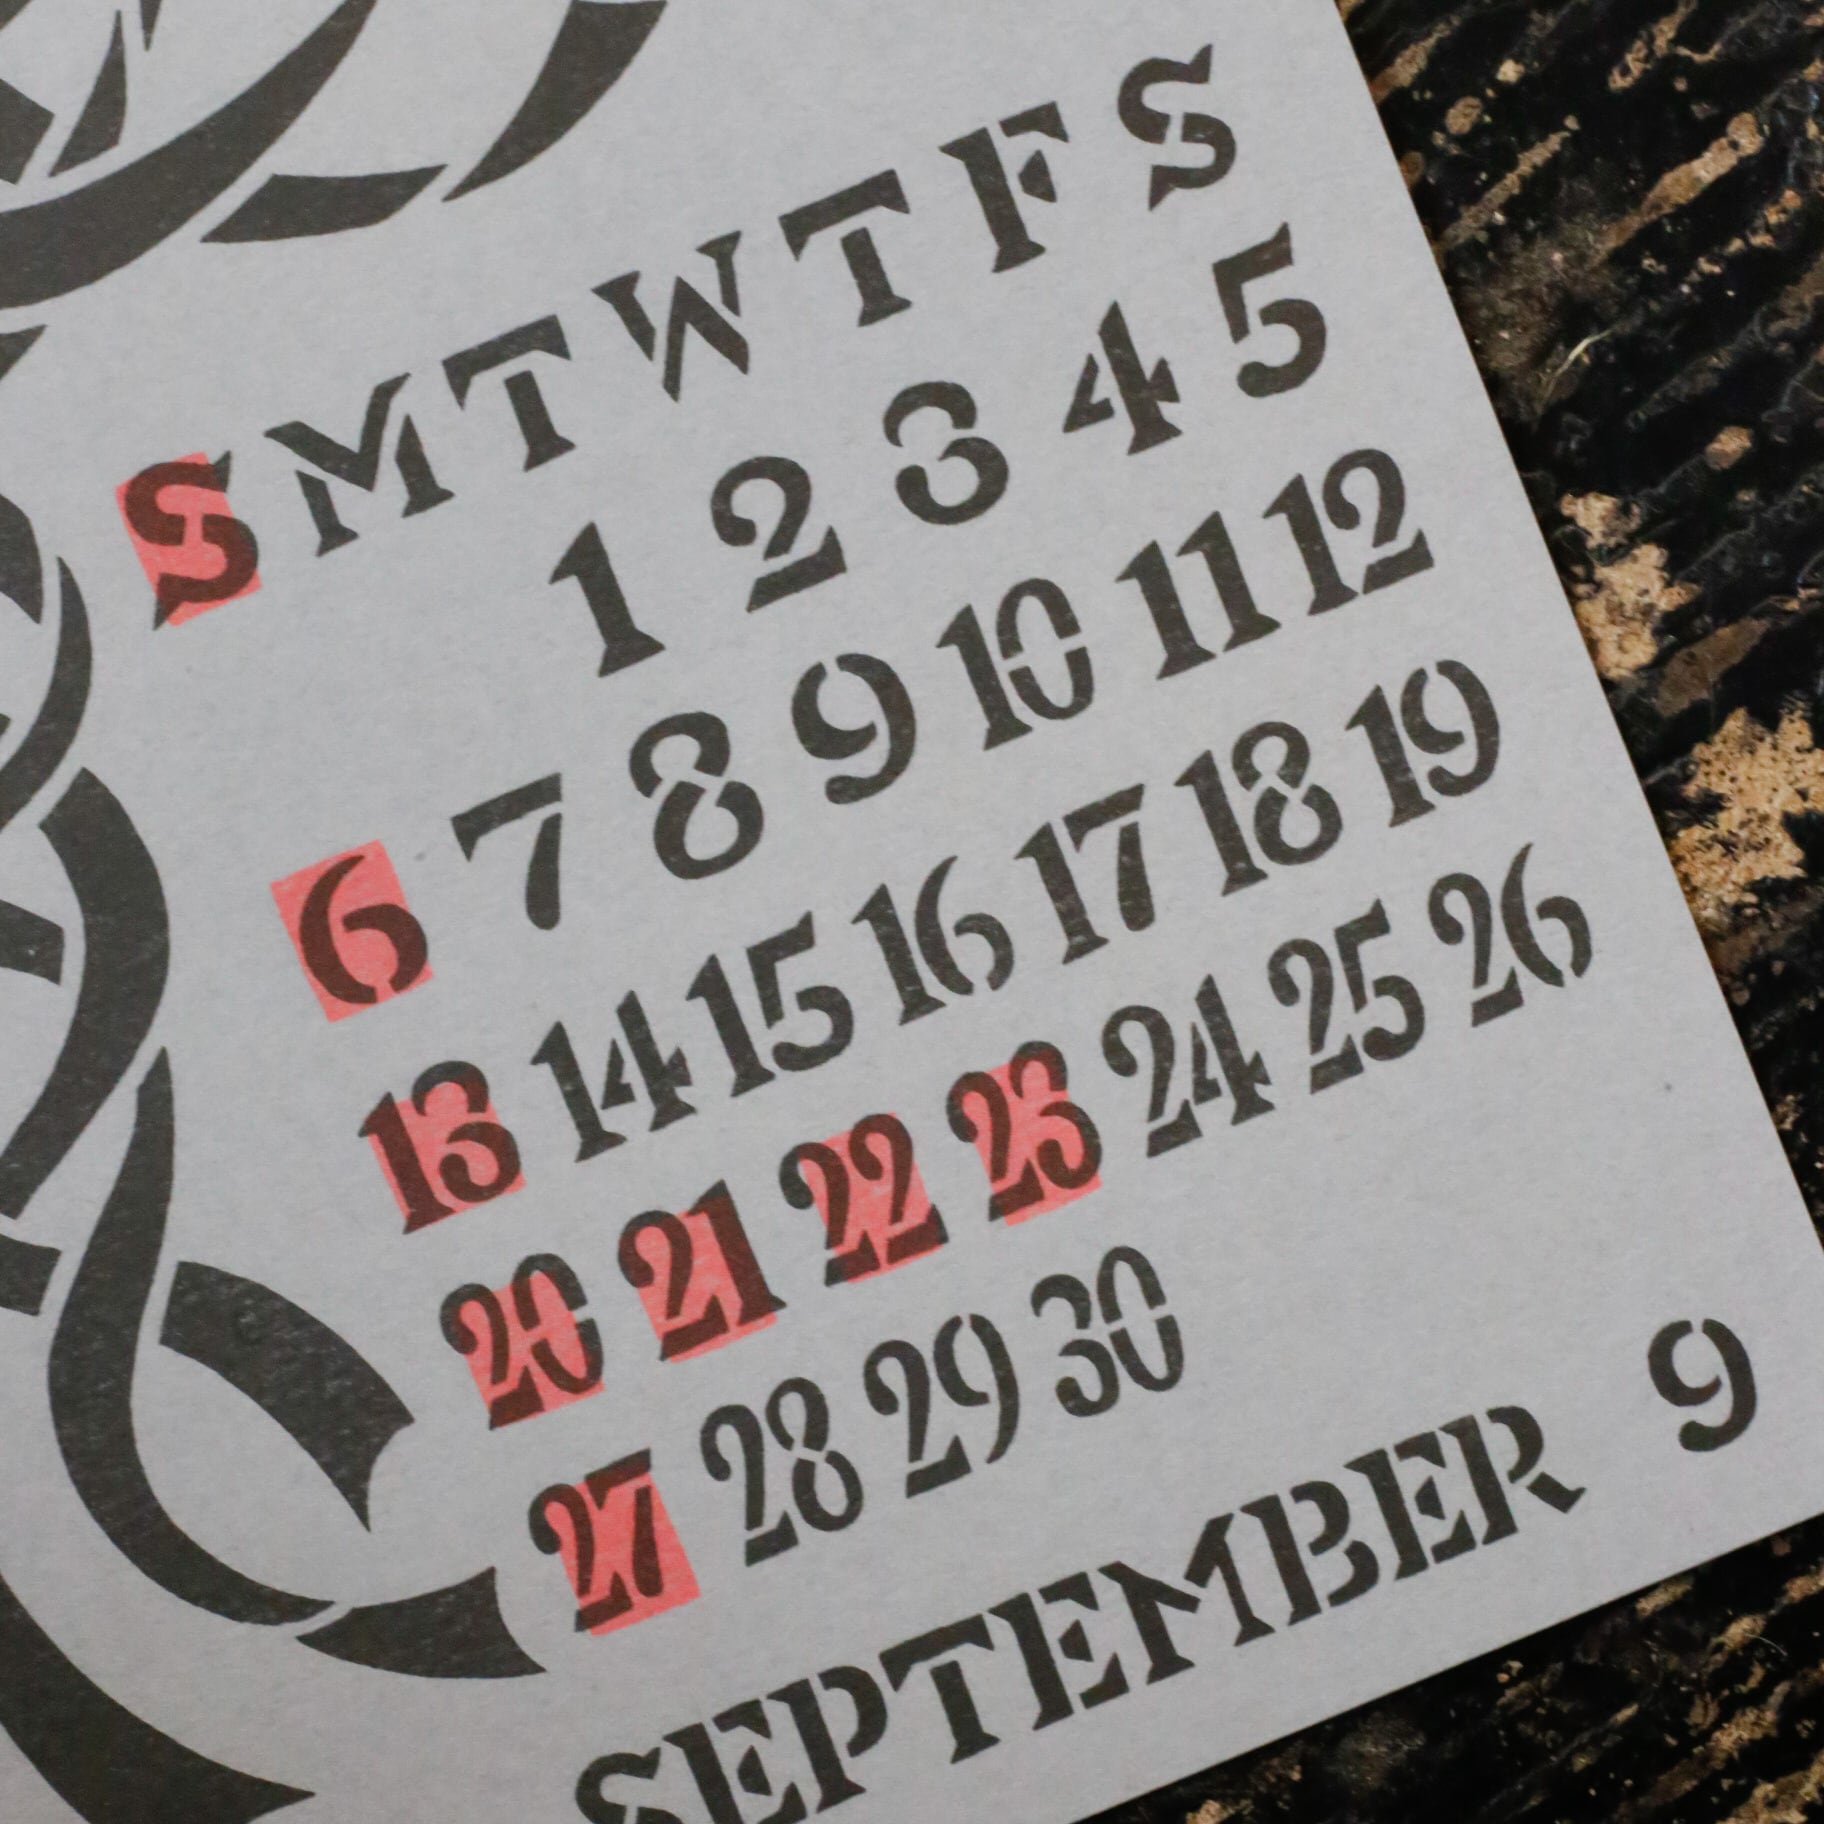 S M T W T F S
1 2 3 4 5
6 7 8 9 10 11 12
13 14 15 16 17 18 19
20 21 22 23 24 25 26
27 28 29 30
SEPTEMBER 9